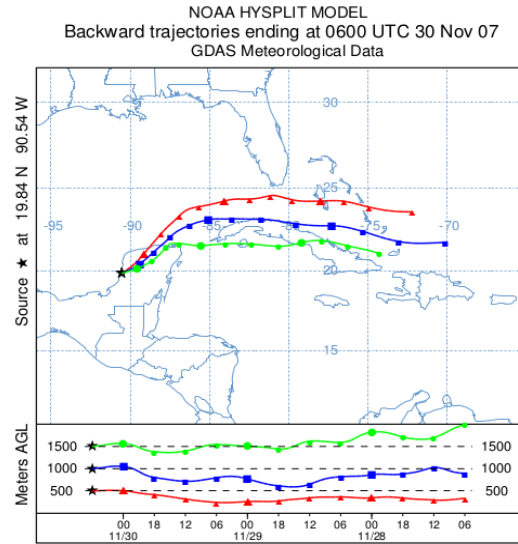 NOAA HYSPLIT MODEL
Backward trajectories ending at 0600 UTC 30 Nov 07
GDAS Meteorological Data
Source ★ at 19.84 N 90.54 W
30
25
-95 -90 -85 -80 -75 -70
20
15
Meters AGL
1500 1500
1000 1000
500 500
00 18 12 06 00 18 12 06 00 18 12 06
11/30 11/29 11/28